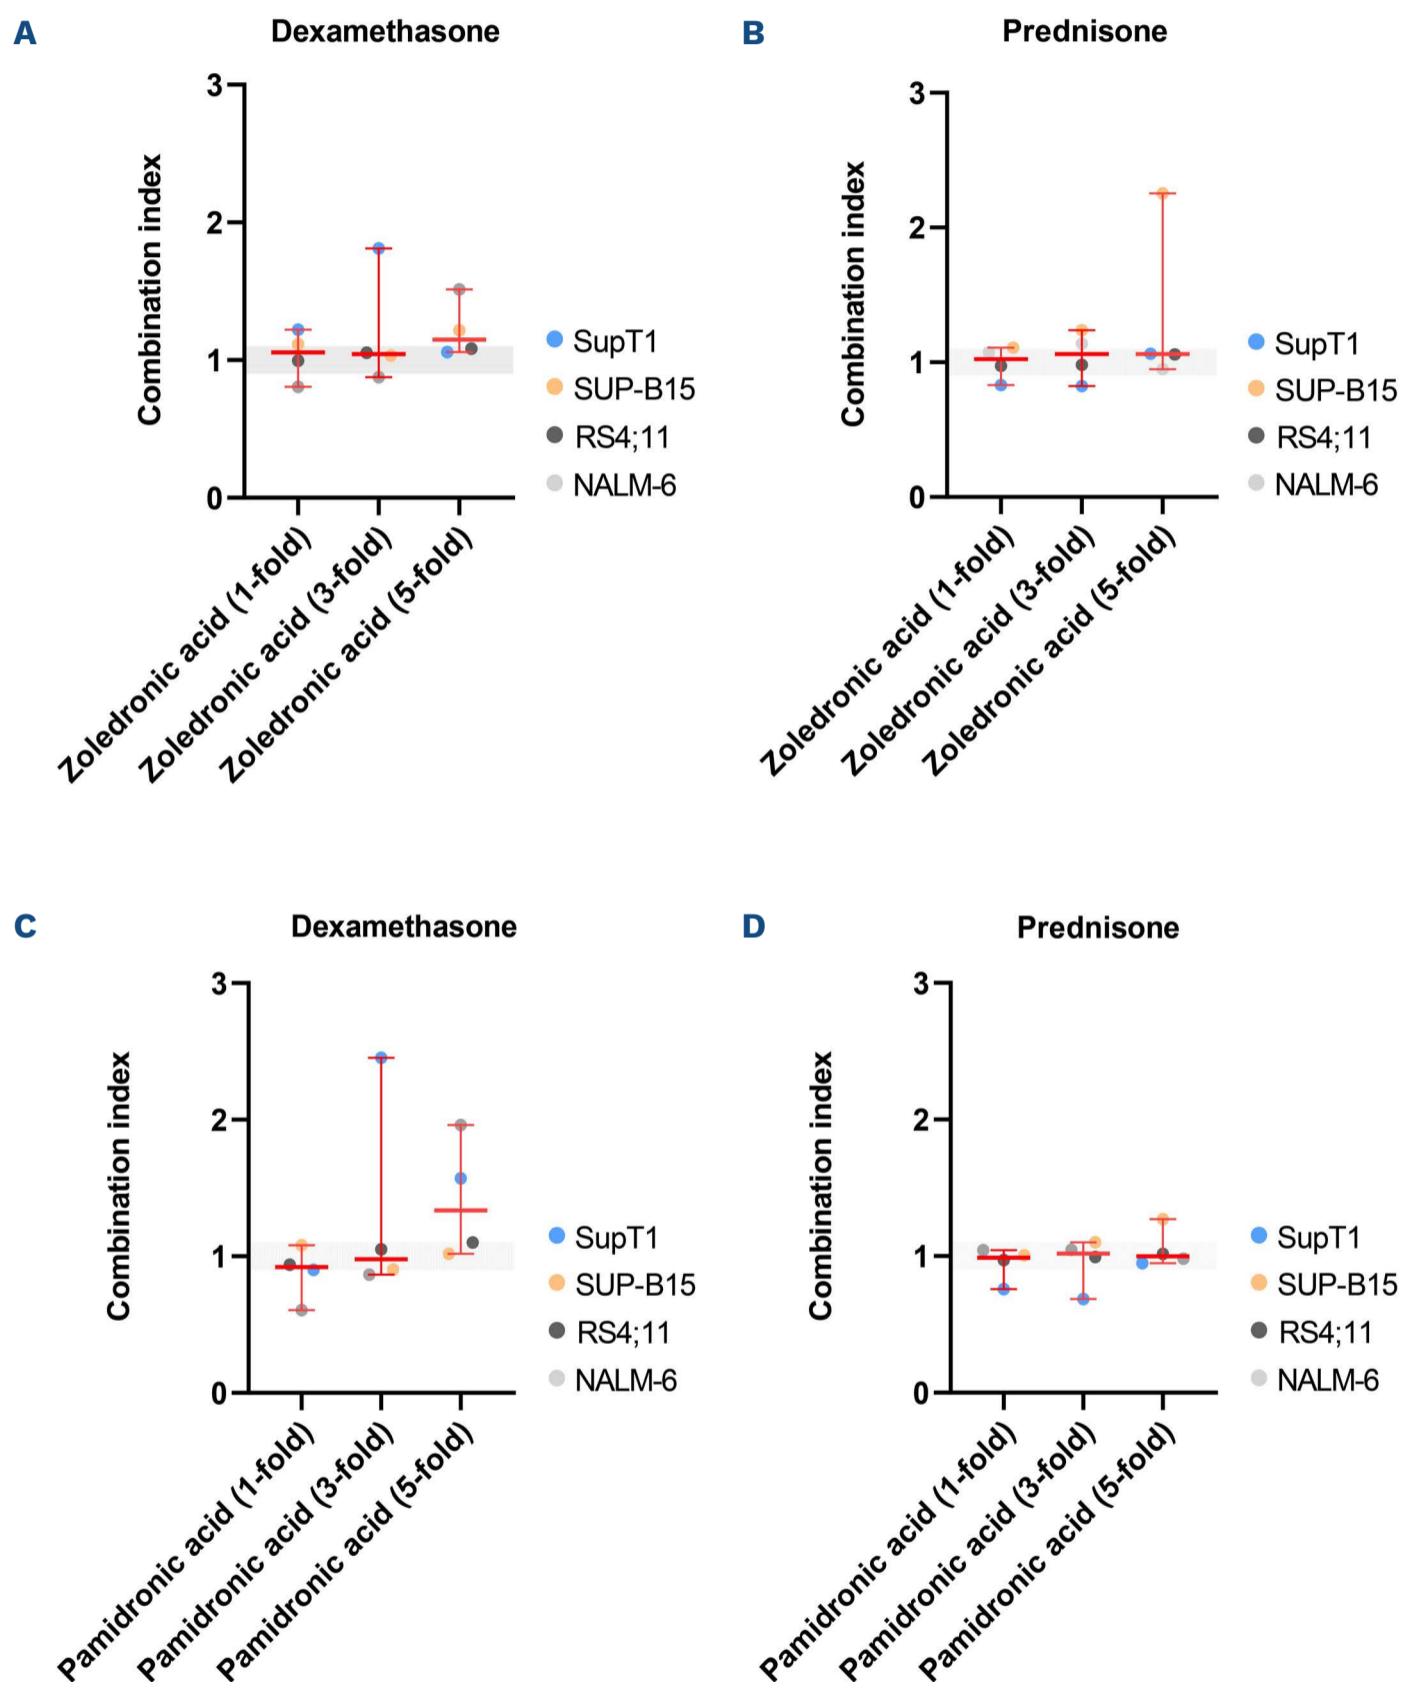 A
Dexamethasone
Combination index
3
2
1
0
SupT1
SUP-B15
RS4;11
NALM-6
Zoledronic acid (1-fold)
Zoledronic acid (3-fold)
Zoledronic acid (5-fold)
B
Prednisone
Combination index
3
2
1
0
SupT1
SUP-B15
RS4;11
NALM-6
Zoledronic acid (1-fold)
Zoledronic acid (3-fold)
Zoledronic acid (5-fold)
C
Dexamethasone
Combination index
3
2
1
0
SupT1
SUP-B15
RS4;11
NALM-6
Pamidronic acid (1-fold)
Pamidronic acid (3-fold)
Pamidronic acid (5-fold)
D
Prednisone
Combination index
3
2
1
0
SupT1
SUP-B15
RS4;11
NALM-6
Pamidronic acid (1-fold)
Pamidronic acid (3-fold)
Pamidronic acid (5-fold)